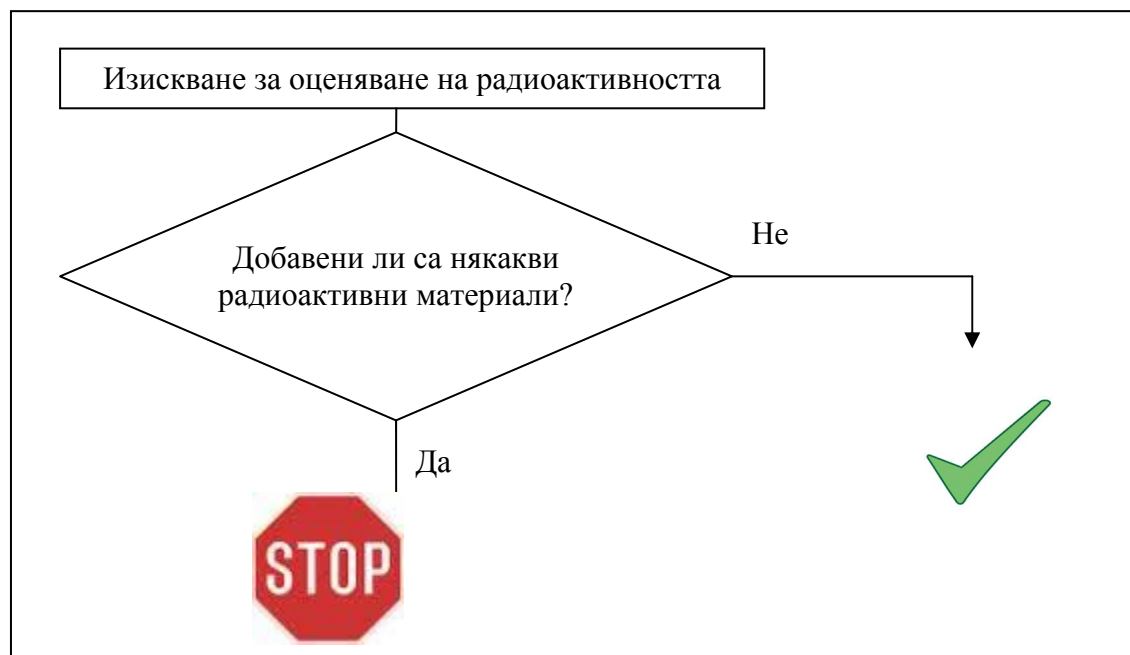 Изискване за оценяване на радиоактивността
Добавени ли са някакви
радиоактивни материали?
Не
Да
STOP